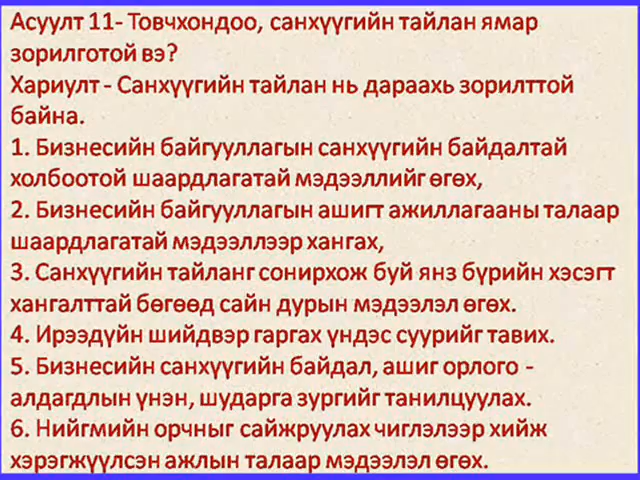 Асуулт 11- Товчхондоо, санхүүгийн тайлан ямар
зорилготой вэ?
Хариулт - Санхүүгийн тайлан нь дараахь зорилттой
байна.
1. Бизнесийн байгууллагын санхүүгийн байдалтай
холбоотой шаардлагатай мэдээллийг өгөх,
2. Бизнесийн байгууллагын ашигт ажиллагааны талаар
шаардлагатай мэдээллээр хангах,
3. Санхүүгийн тайланг сонирхож буй янз бүрийн хэсэгт
хангалттай бөгөөд сайн дурын мэдээлэл өгөх.
4. Ирээдүйн шийдвэр гаргах үндэс суурийг тавих.
5. Бизнесийн санхүүгийн байдал, ашиг орлого -
алдагдлын үнэн, шударга зургийг танилцуулах.
6. Нийгмийн орчныг сайжруулах чиглэлээр хийж
хэрэгжүүлсэн ажлын талаар мэдээлэл өгөх.